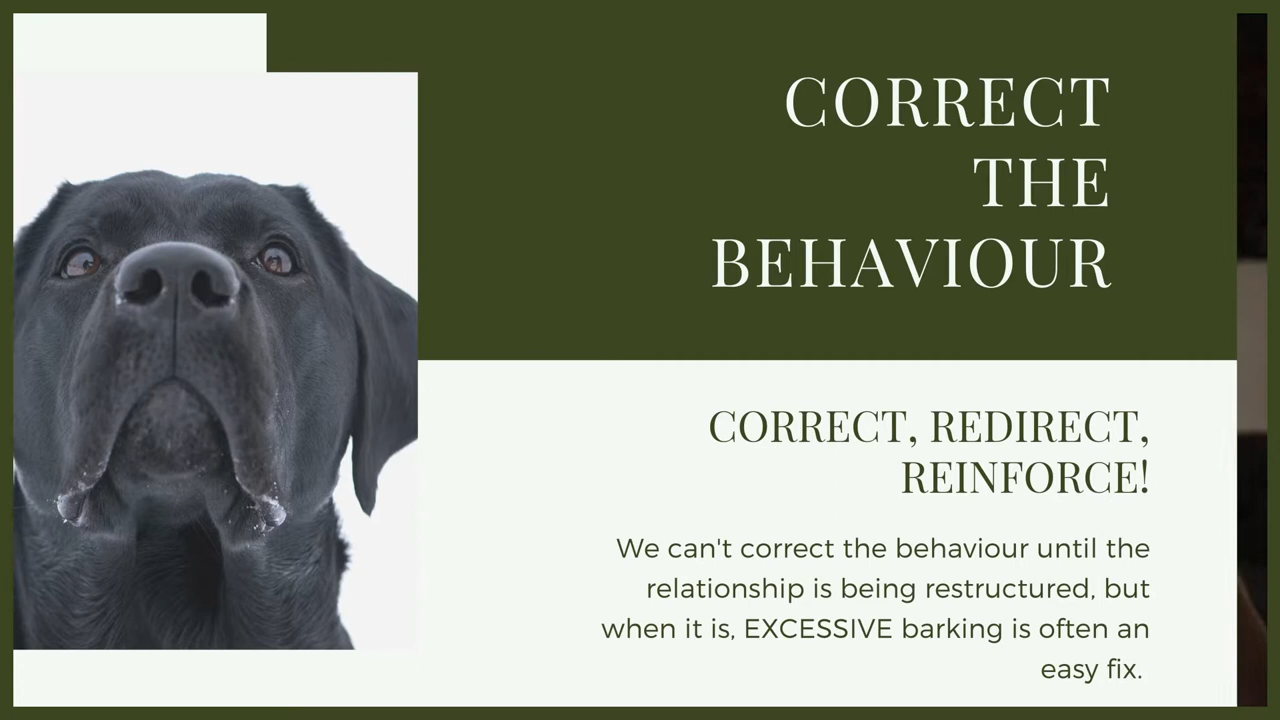 CORRECT
THE
BEHAVIOUR
CORRECT, REDIRECT,
REINFORCE!
We can't correct the behaviour until the
relationship is being restructured, but
when it is, EXCESSIVE barking is often an
easy fix.